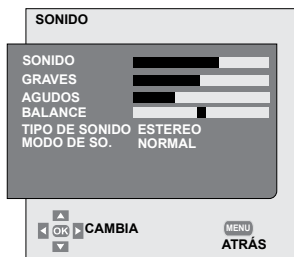 SONIDO
SONIDO
GRAVES
AGUDOS
BALANCE
TIPO DE SONIDO ESTEREO
MODO DE SO. NORMAL
OK CAMBIA
MENU
ATRÁS